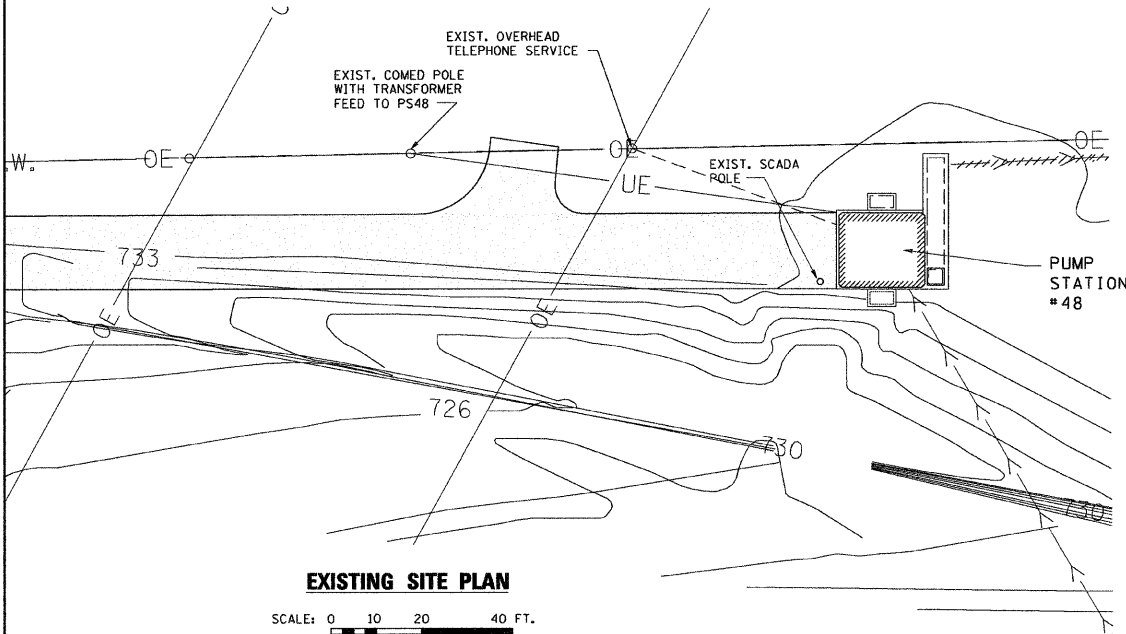 EXIST. OVERHEAD
TELEPHONE SERVICE
EXIST. COMED POLE
WITH TRANSFORMER
FEED TO PS48
.W.
OE
OE
OE
EXIST. SCADA
POLE
UE
733
PUMP
STATION
#48
OE
OE
726
730
730
EXISTING SITE PLAN
SCALE: 0 10 20 40 FT.